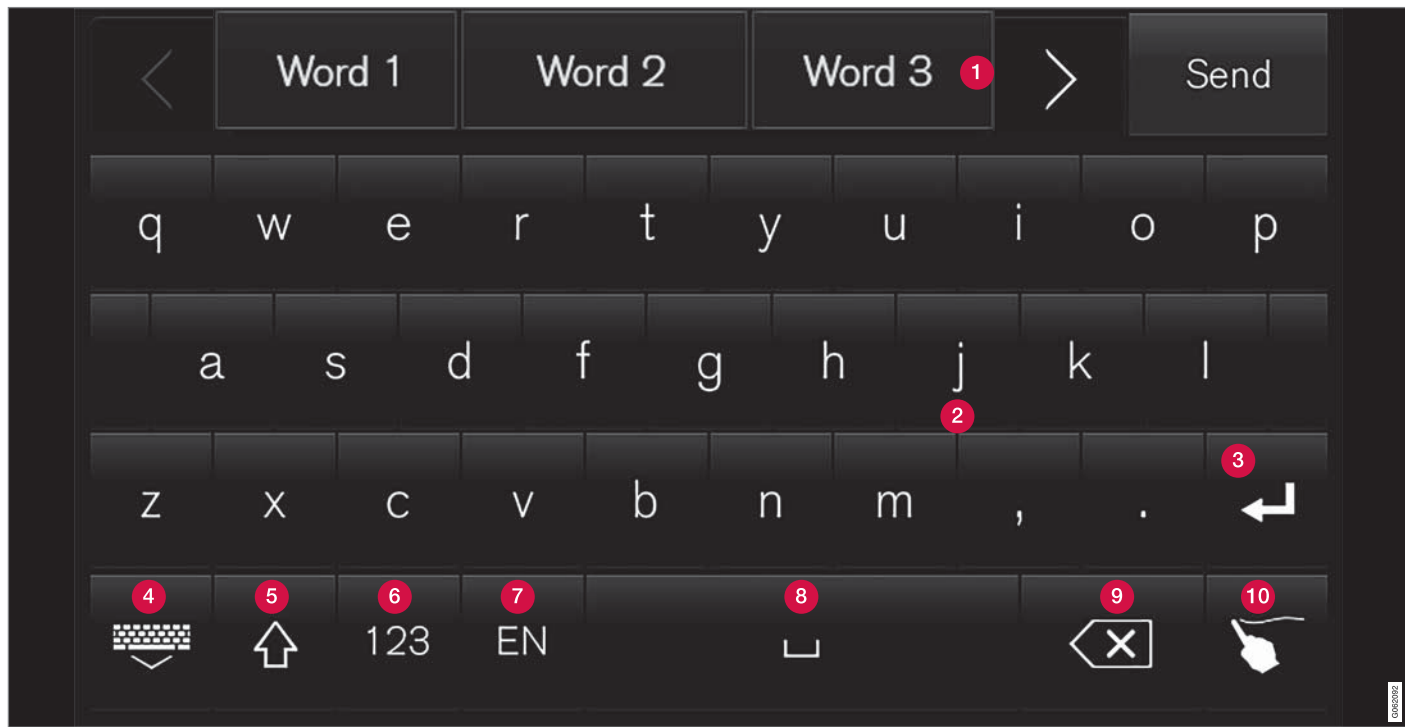 Word 1 Word 2 Word 3 1 Send
q w e r t y u i o p
a s d f g h j k l
2
3
z x c v b n m , .
4 5 6 7 8 9 10
123 EN
G062092